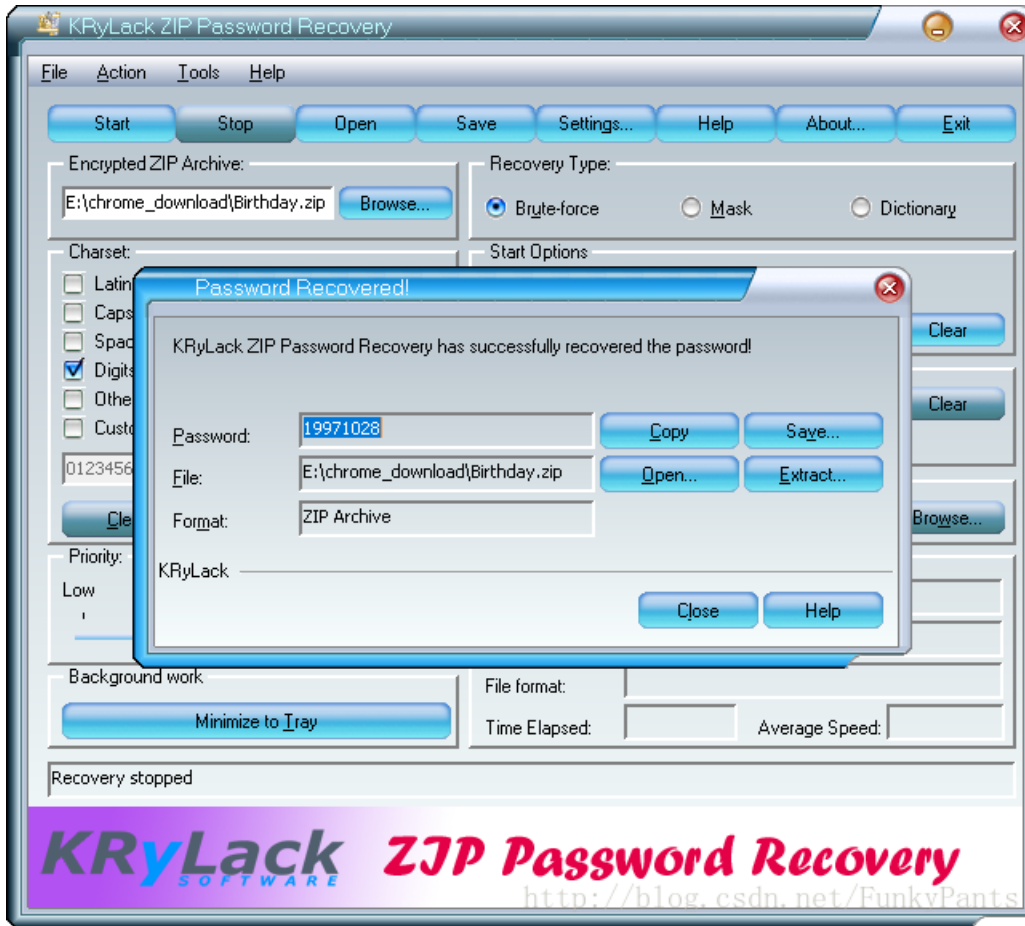 KRyLack ZIP Password Recovery
File Action Tools Help
Start Stop Open Save Settings... Help About... Exit
Encrypted ZIP Archive:
E:\chrome_download\Birthday.zip Browse...
Recovery Type:
Brute-force Mask Dictionary
Charset:
Start Options
Latin
Caps
Digits
Clear
Clear
0123456
Browse...
Password Recovered!
KRyLack ZIP Password Recovery has successfully recovered the password!
Password: 19971028 Copy Save...
File: E:\chrome_download\Birthday.zip Open... Extract...
Format: ZIP Archive
KRyLack
Close Help
Priority:
Low
Background work
Minimize to Tray
File format:
Time Elapsed: Average Speed:
Recovery stopped
KRyLack SOFTWARE ZIP Password Recovery
http://blog.csdn.net/FunkyPants